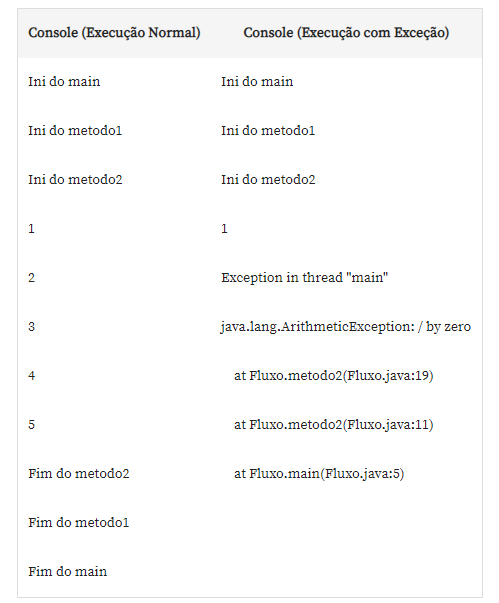 Console (Execução Normal) Console (Execução com Exceção)
Ini do main Ini do main
Ini do metodo1 Ini do metodo1
Ini do metodo2 Ini do metodo2
1 1
2 Exception in thread "main"
3 java.lang.ArithmeticException: / by zero
4 at Fluxo.metodo2(Fluxo.java:19)
5 at Fluxo.metodo2(Fluxo.java:11)
Fim do metodo2 at Fluxo.main(Fluxo.java:5)
Fim do metodo1
Fim do main